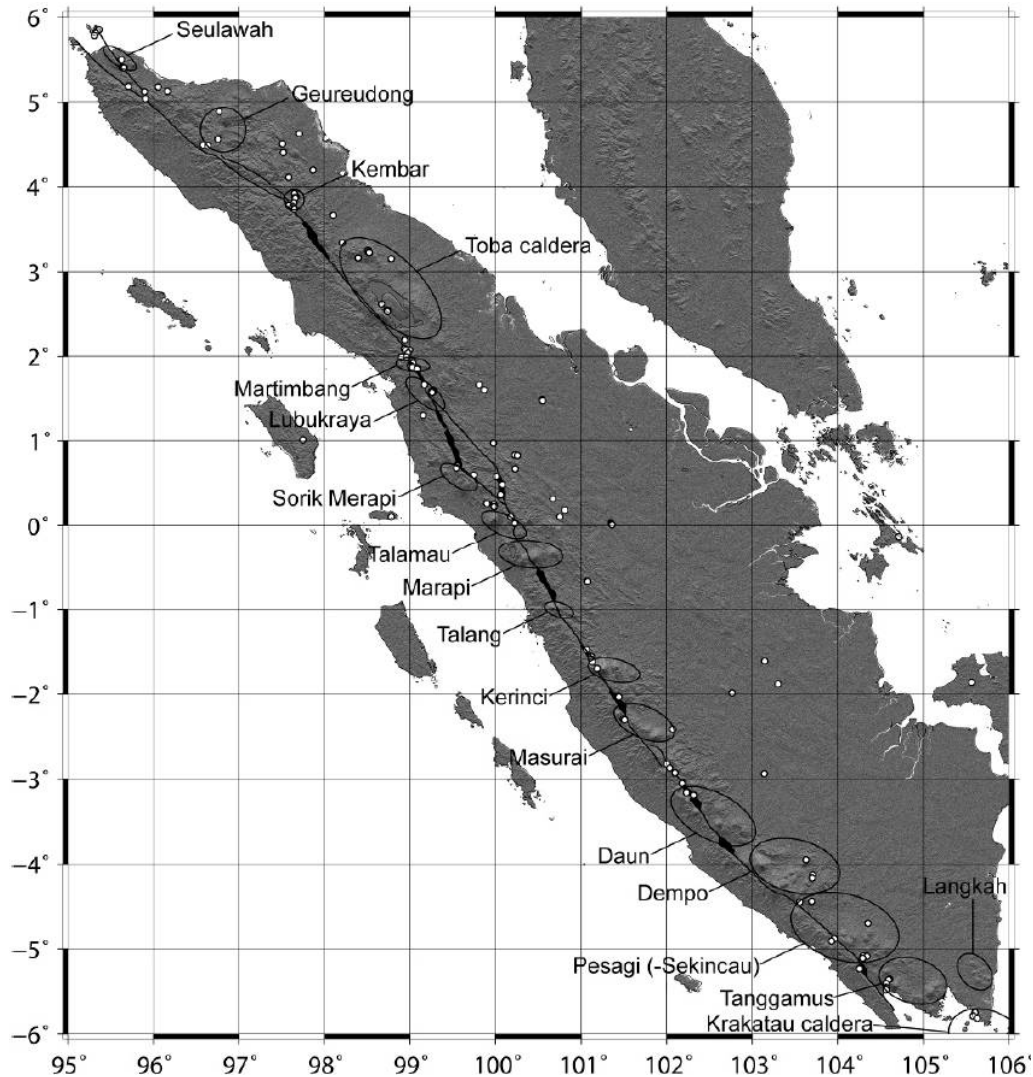 6°
Seulawah
5°
Geureudong
4°
Kembar
Toba caldera
3°
2°
Martimbang
Lubukraya
1°
Sorik Merapi
0°
Talamau
Marapi
−1°
Talang
Kerinci
−2°
Masurai
−3°
Daun
−4°
Dempo
Langkah
−5°
Pesagi (-Sekincau)
Tanggamus
Krakatau caldera
−6°
95° 96° 97° 98° 99° 100° 101° 102° 103° 104° 105° 106°